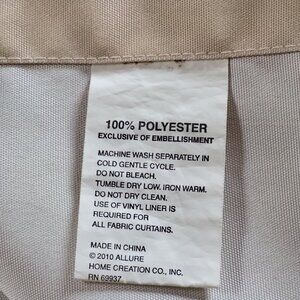 100% POLYESTER
EXCLUSIVE OF EMBELLISHMENT
MACHINE WASH SEPARATELY IN
COLD GENTLE CYCLE.
DO NOT BLEACH.
TUMBLE DRY LOW. IRON WARM.
DO NOT DRY CLEAN.
USE OF VINYL LINER IS
REQUIRED FOR
ALL FABRIC CURTAINS.
MADE IN CHINA
© 2010 ALLURE
HOME CREATION CO., INC.
RN 69937